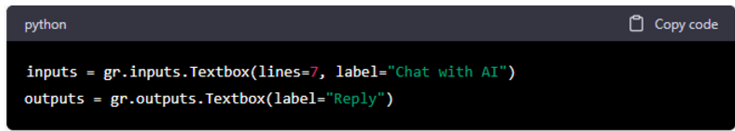 python
Copy code
inputs = gr.inputs.Textbox(lines=7, label="Chat with AI")
outputs = gr.outputs.Textbox(label="Reply")